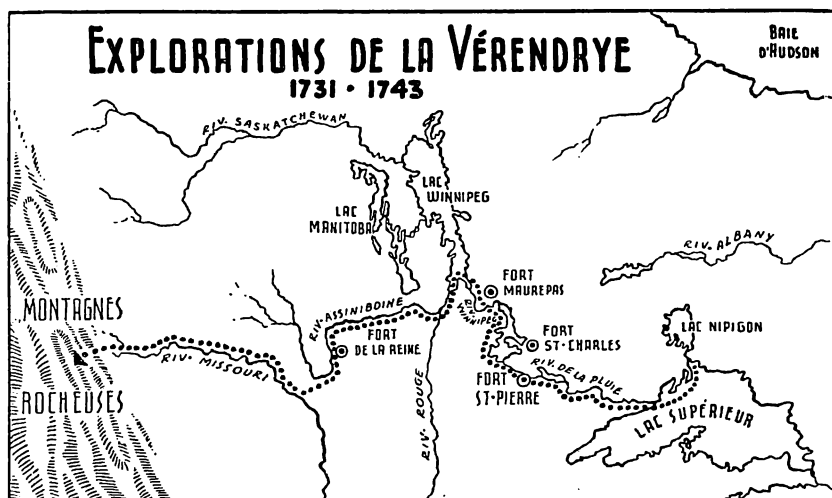 EXPLORATIONS DE LA VÉRENDRYE
1731 • 1743
BAIE
D'HUDSON
RIV. SASKATCHEWAN
LAC
WINNIPEG
LAC
MANITOBA
RIV. ALBANY
FORT
MAUREPAS
RIV. ASSINIBOINE
RIV.
WINNIPEG
MONTAGNES
FORT
DE LA REINE
FORT
ST-CHARLES
LAC NIPIGON
RIV. MISSOURI
RIV. DE LA PLUIE
FORT
ST-PIERRE
ROCHEUSES
RIV. ROUGE
LAC SUPÉRIEUR